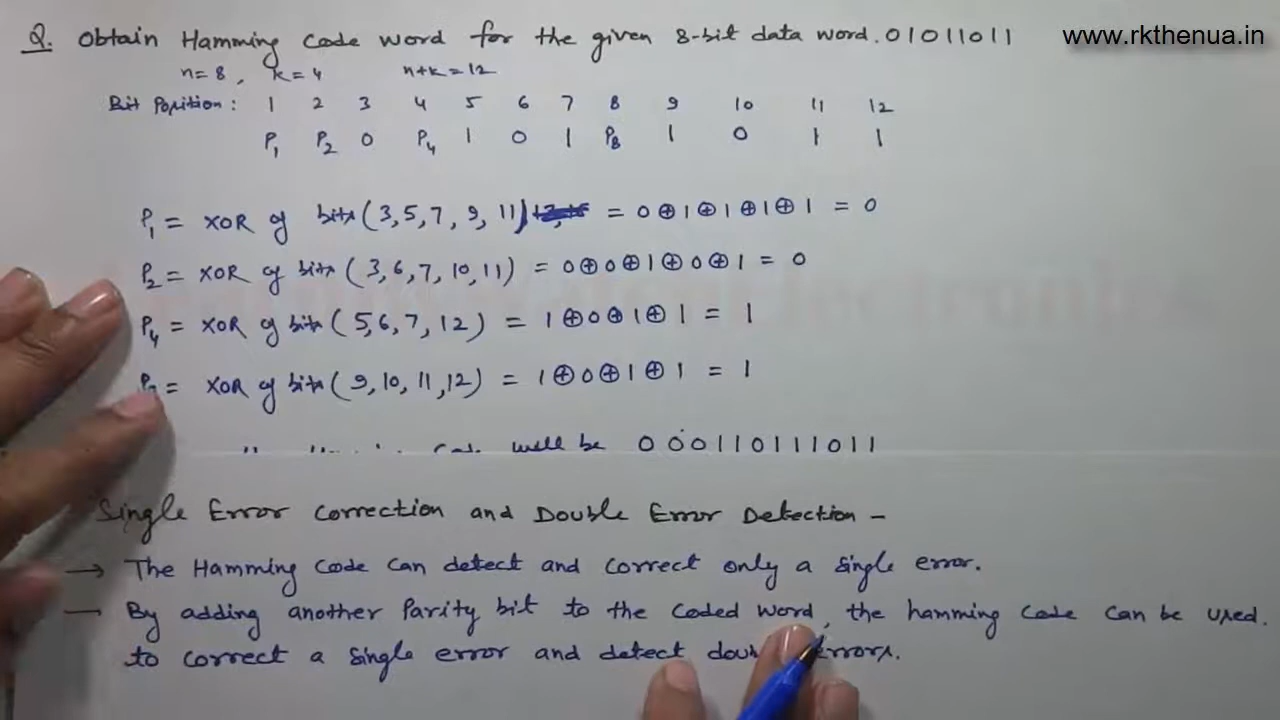 www.rkthenua.in
Q. Obtain Hamming Code word for the given 8-bit data word. 01011011
n=8, k=4 n+k=12
Bit Position: 1 2 3 4 5 6 7 8 9 10 11 12
P₁ P₂ 0 P₄ 1 0 1 P₈ 1 0 1 1
P₁ = XOR of bits (3,5,7,9,11) = 0⊕1⊕1⊕1⊕1 = 0
P₂ = XOR of bits (3,6,7,10,11) = 0⊕0⊕1⊕0⊕1 = 0
P₄ = XOR of bits (5,6,7,12) = 1⊕0⊕1⊕1 = 1
= XOR of bits (9,10,11,12) = 1⊕0⊕1⊕1 = 1
will be 000110111011
Single Error Correction and Double Error Detection -
→ The Hamming Code Can detect and correct only a single error.
— By adding another Parity bit to the Coded word, the hamming Code Can be used.
to correct a single error and detect errors.